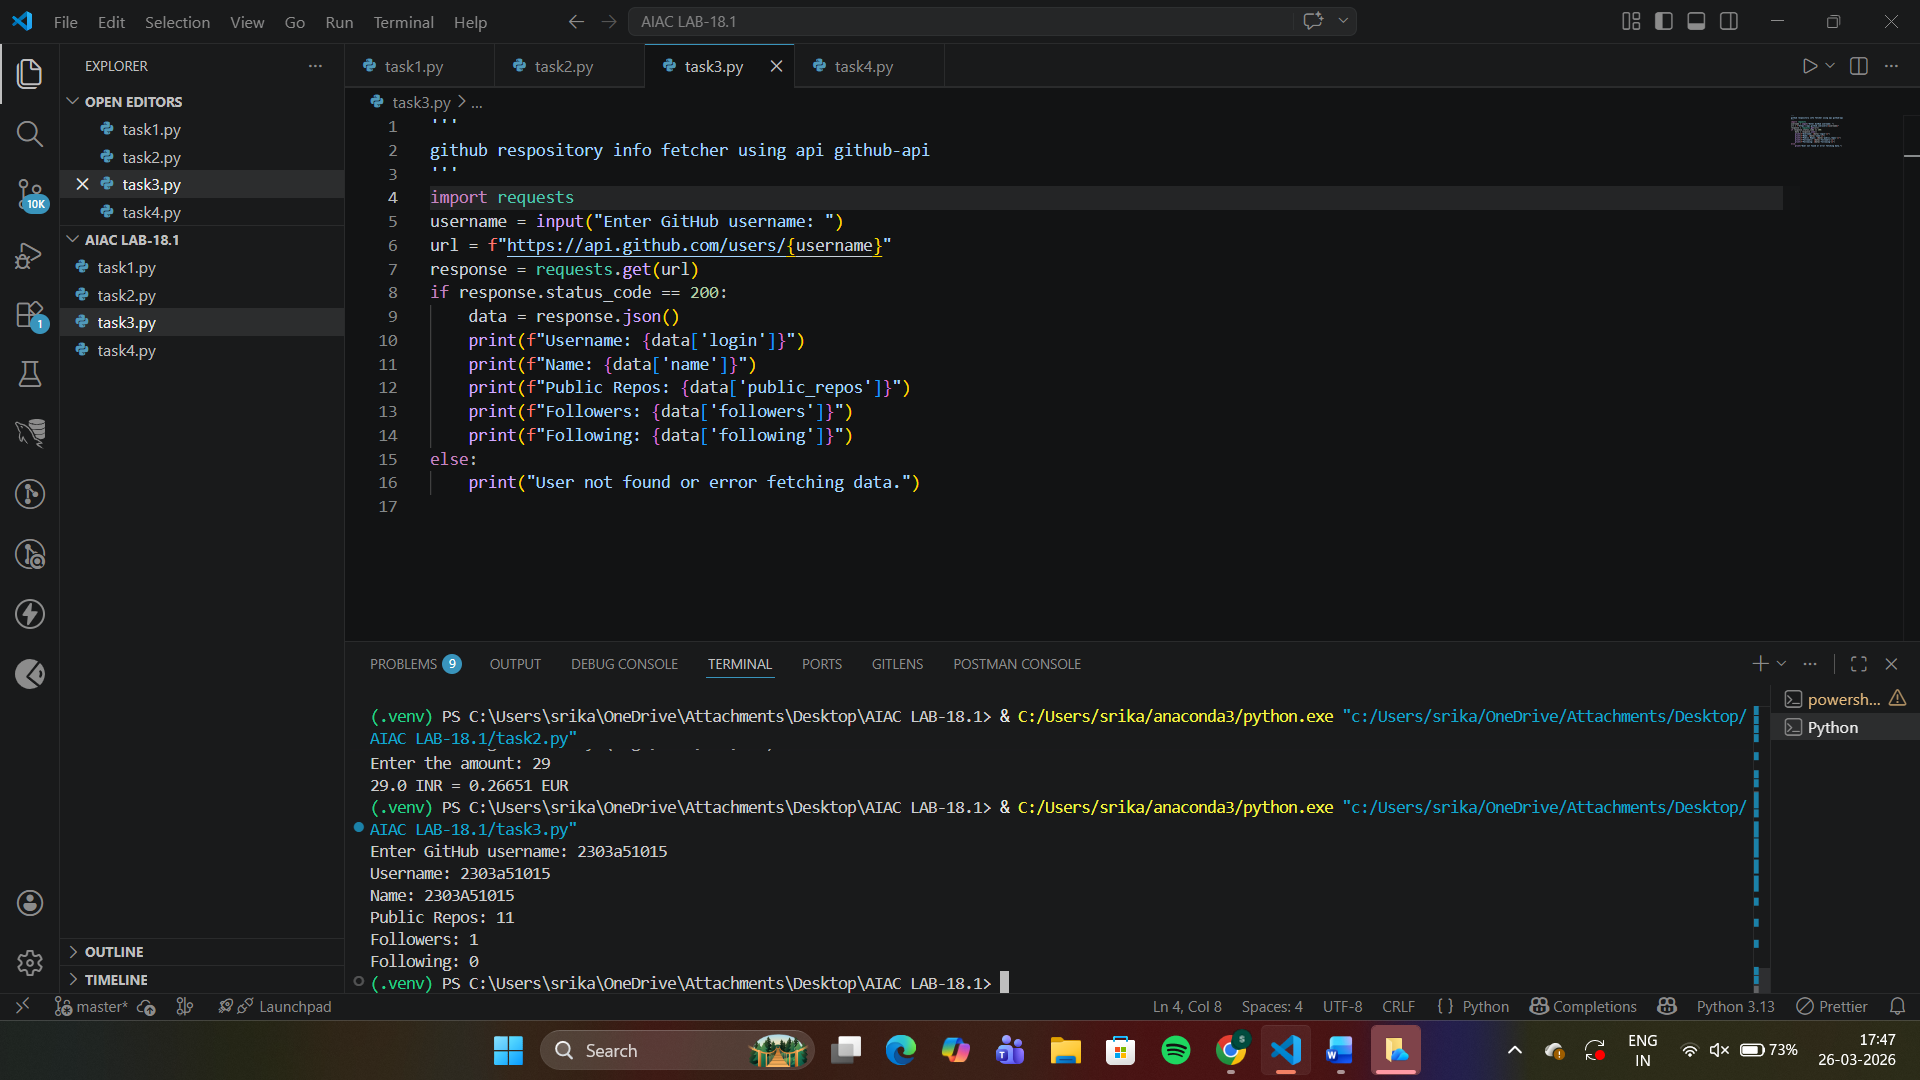 File Edit Selection View Go Run Terminal Help
AIAC LAB-18.1
EXPLORER
OPEN EDITORS
task1.py
task2.py
task3.py
task4.py
AIAC LAB-18.1
task1.py
task2.py
task3.py
task4.py
10K
1
OUTLINE
TIMELINE
task1.py task2.py task3.py task4.py
task3.py > ...
1 '''
2 github respository info fetcher using api github-api
3 '''
4 import requests
5 username = input("Enter GitHub username: ")
6 url = f"https://api.github.com/users/{username}"
7 response = requests.get(url)
8 if response.status_code == 200:
9 data = response.json()
10 print(f"Username: {data['login']}")
11 print(f"Name: {data['name']}")
12 print(f"Public Repos: {data['public_repos']}")
13 print(f"Followers: {data['followers']}")
14 print(f"Following: {data['following']}")
15 else:
16 print("User not found or error fetching data.")
17
PROBLEMS 9 OUTPUT DEBUG CONSOLE TERMINAL PORTS GITLENS POSTMAN CONSOLE
powersh...
Python
(.venv) PS C:\Users\srika\OneDrive\Attachments\Desktop\AIAC LAB-18.1> & C:/Users/srika/anaconda3/python.exe "c:/Users/srika/OneDrive/Attachments/Desktop/
AIAC LAB-18.1/task2.py"
Enter the amount: 29
29.0 INR = 0.26651 EUR
(.venv) PS C:\Users\srika\OneDrive\Attachments\Desktop\AIAC LAB-18.1> & C:/Users/srika/anaconda3/python.exe "c:/Users/srika/OneDrive/Attachments/Desktop/
AIAC LAB-18.1/task3.py"
Enter GitHub username: 2303a51015
Username: 2303a51015
Name: 2303A51015
Public Repos: 11
Followers: 1
Following: 0
(.venv) PS C:\Users\srika\OneDrive\Attachments\Desktop\AIAC LAB-18.1>
master* Launchpad Ln 4, Col 8 Spaces: 4 UTF-8 CRLF { } Python Completions Python 3.13 Prettier
Search
ENG
IN
73%
17:47
26-03-2026